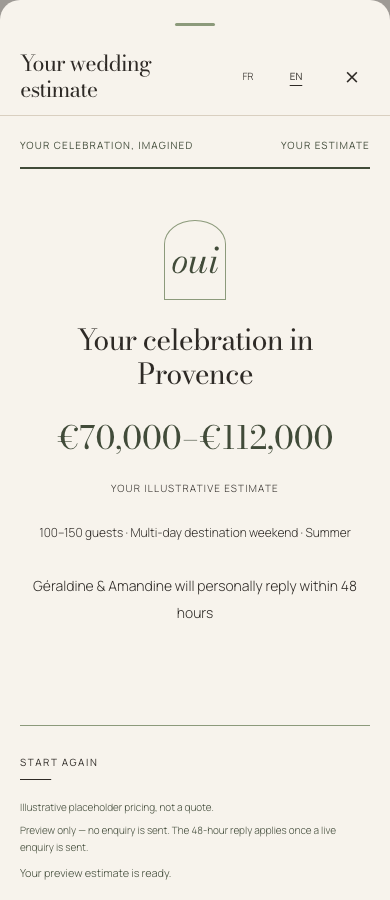 Your wedding
estimate
FR
EN
YOUR CELEBRATION, IMAGINED
YOUR ESTIMATE
oui
Your celebration in
Provence
€70,000–€112,000
YOUR ILLUSTRATIVE ESTIMATE
100–150 guests · Multi-day destination weekend · Summer
Géraldine & Amandine will personally reply within 48
hours
START AGAIN
Illustrative placeholder pricing, not a quote.
Preview only — no enquiry is sent. The 48-hour reply applies once a live
enquiry is sent.
Your preview estimate is ready.